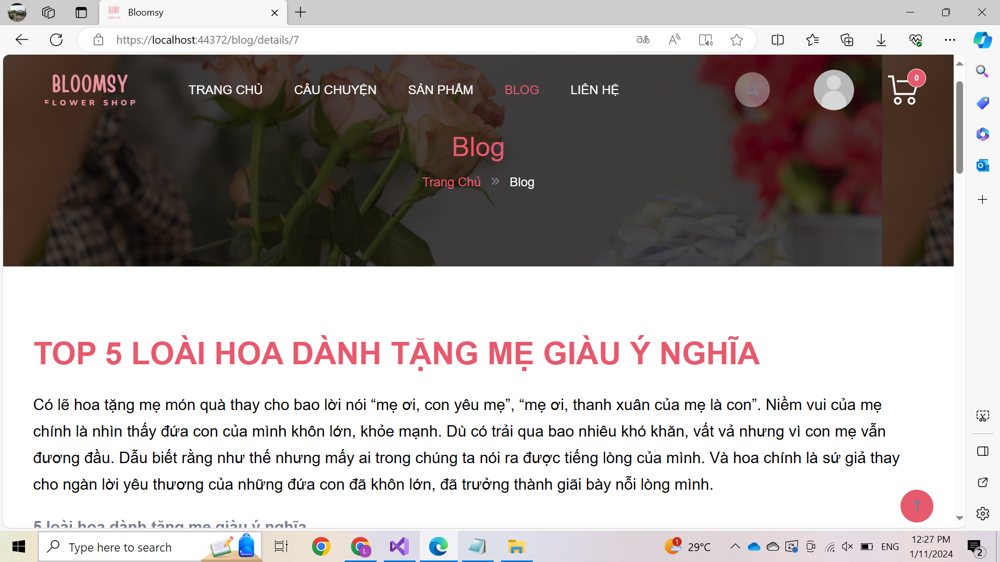 Bloomsy
https://localhost:44372/blog/details/7
BLOOMSY
FLOWER SHOP
TRANG CHỦ
CÂU CHUYỆN
SẢN PHẨM
BLOG
LIÊN HỆ
0
Blog
Trang Chủ » Blog
TOP 5 LOÀI HOA DÀNH TẶNG MẸ GIÀU Ý NGHĨA
Có lẽ hoa tặng mẹ món quà thay cho bao lời nói “mẹ ơi, con yêu mẹ”, “mẹ ơi, thanh xuân của mẹ là con”. Niềm vui của mẹ
chính là nhìn thấy đứa con của mình khôn lớn, khỏe mạnh. Dù có trải qua bao nhiêu khó khăn, vất vả nhưng vì con mẹ vẫn
đương đầu. Dẫu biết rằng như thế nhưng mấy ai trong chúng ta nói ra được tiếng lòng của mình. Và hoa chính là sứ giả thay
cho ngàn lời yêu thương của những đứa con đã khôn lớn, đã trưởng thành giãi bày nỗi lòng mình.
5 loài hoa dành tặng mẹ giàu ý nghĩa
Type here to search
L
1
29°C
ENG
12:27 PM
1/11/2024
2